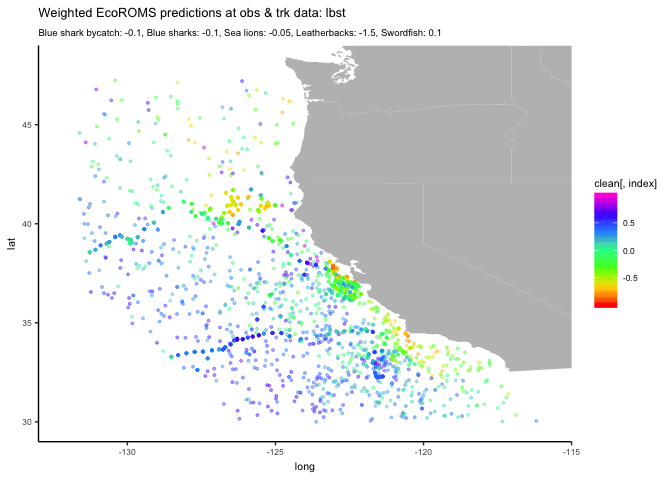 Weighted EcoROMS predictions at obs & trk data: lbst
Blue shark bycatch: -0.1, Blue sharks: -0.1, Sea lions: -0.05, Leatherbacks: -1.5, Swordfish: 0.1
45
40
35
30
lat
-130
-125
-120
-115
long
clean[, index]
0.5
0.0
-0.5